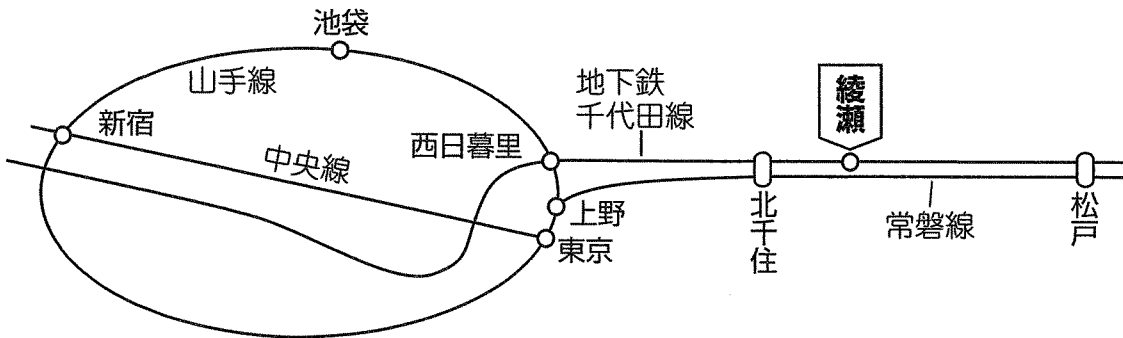 池袋
山手線
新宿
中央線
西日暮里
上野
東京
地下鉄
千代田線
綾瀬
北千住
常磐線
松戸